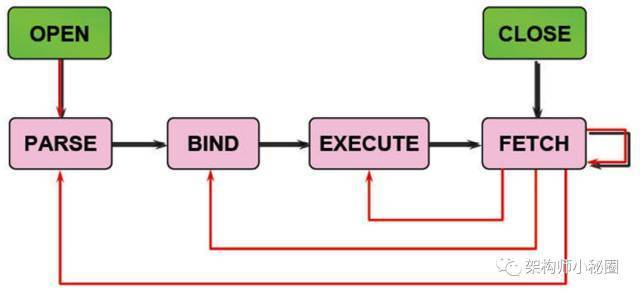 OPEN
CLOSE
PARSE
BIND
EXECUTE
FETCH
架构师小秘圈